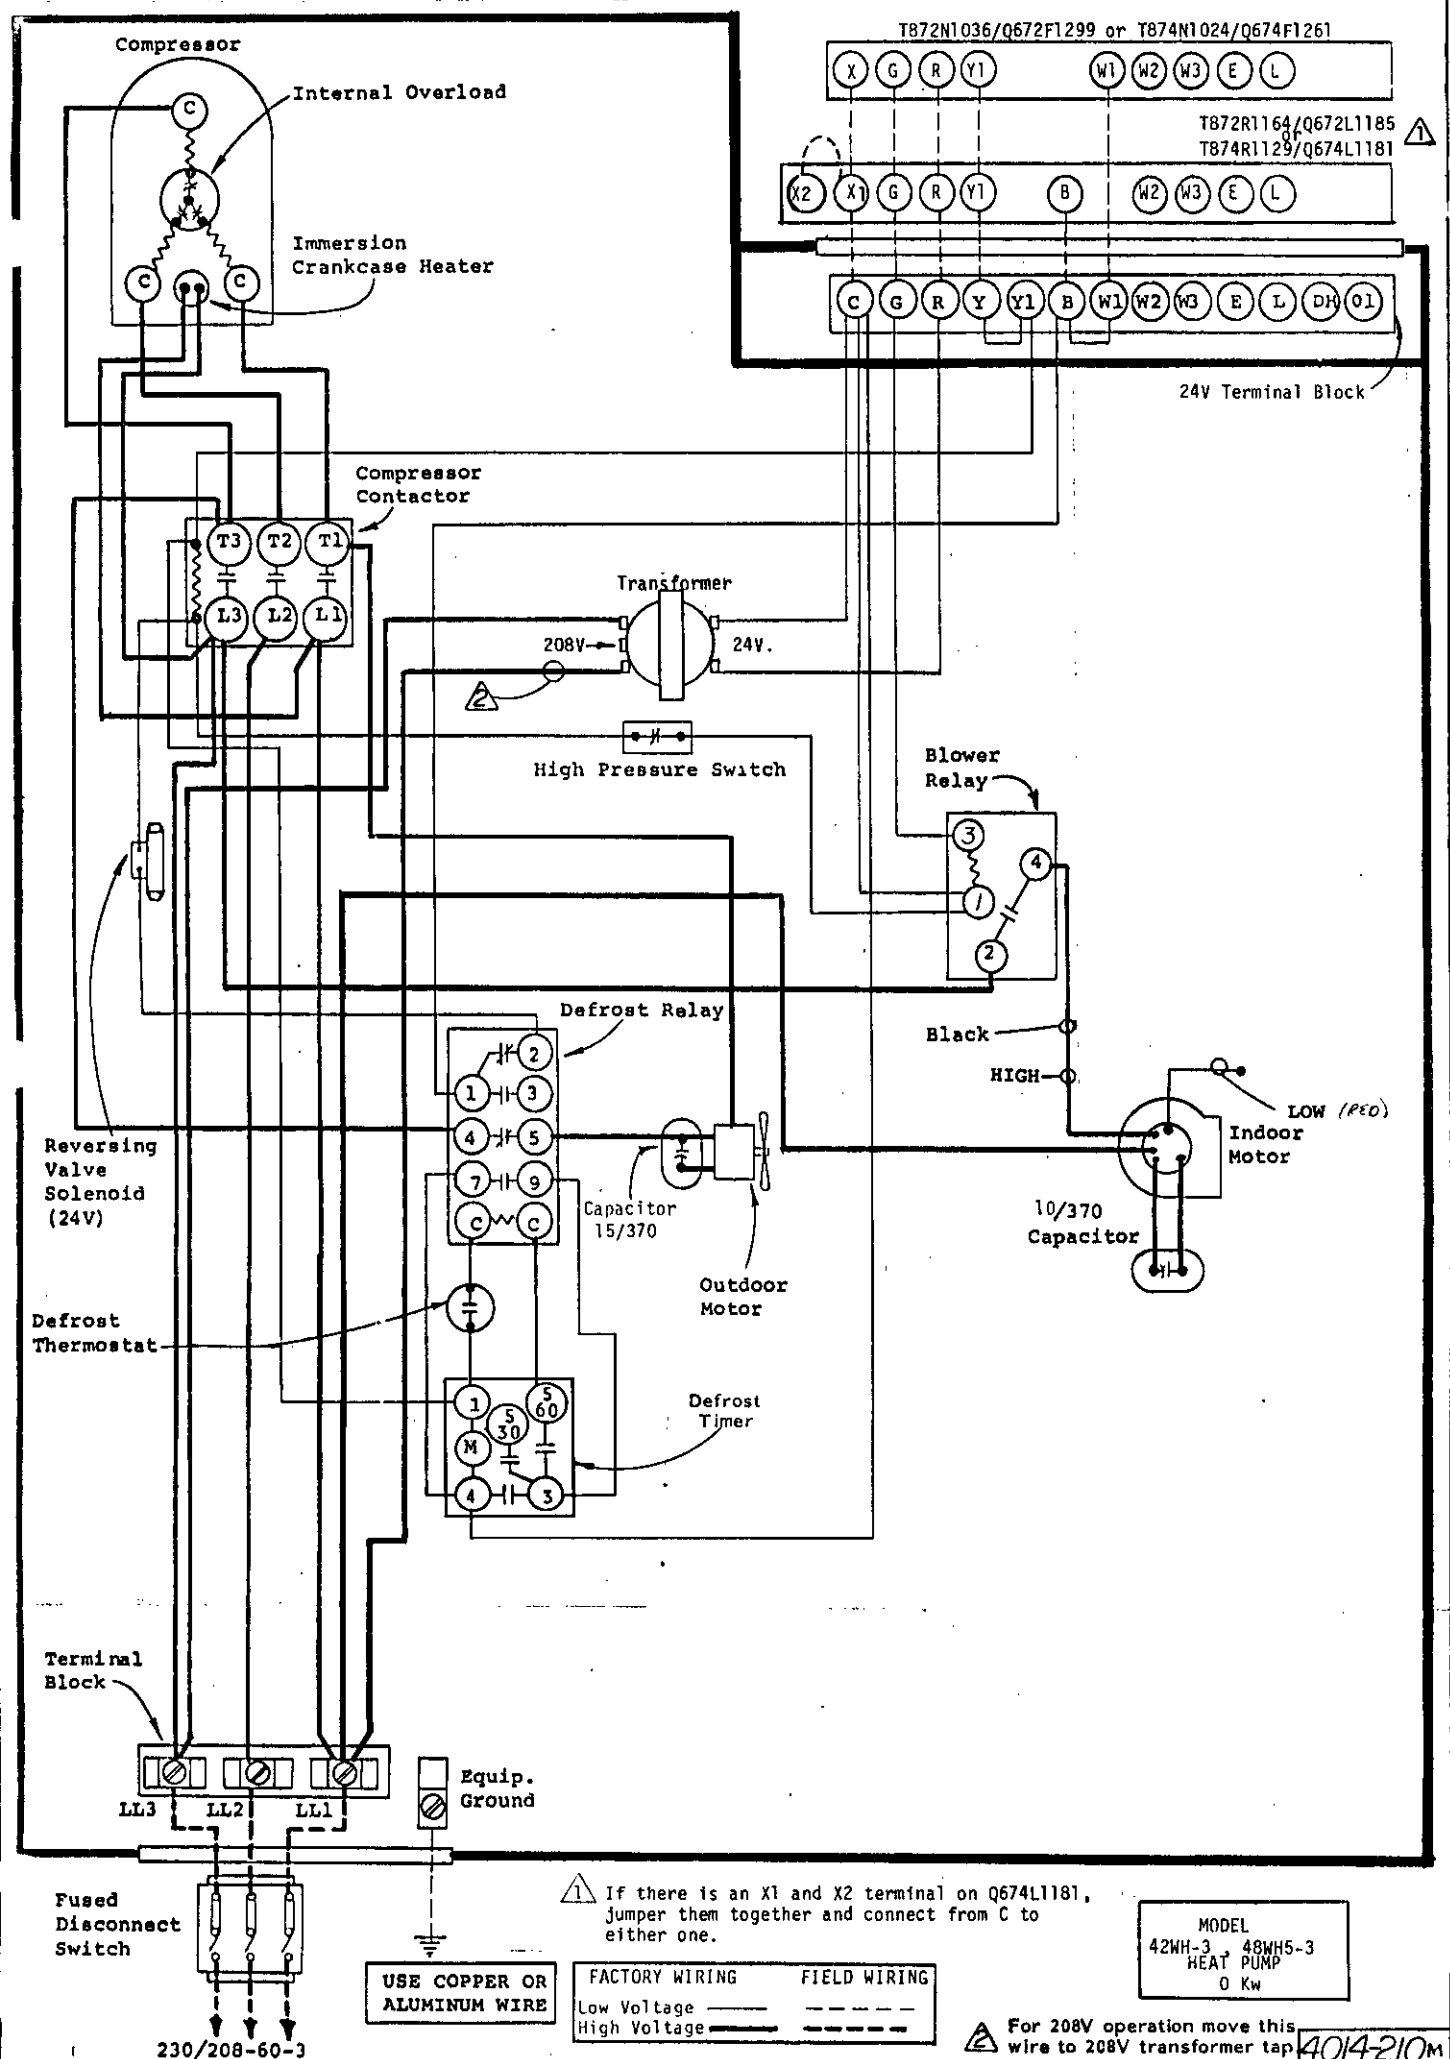 Compressor
Internal Overload
Immersion
Crankcase Heater
C
C
C
T872N1036/Q672F1299 or T874N1024/Q674F1261
X G R Y1 W1 W2 W3 E L
T872R1164/Q672L1185
or
T874R1129/Q674L1181
1
X2 X1 G R Y1 B W2 W3 E L
C G R Y Y1 B W1 W2 W3 E L DH O1
24V Terminal Block
Compressor
Contactor
T3 T2 T1
L3 L2 L1
Transformer
208V
24V.
2
High Pressure Switch
Blower
Relay
3
4
1
2
Black
HIGH
LOW (RED)
Indoor
Motor
10/370
Capacitor
Defrost Relay
2
1 3
4 5
7 9
C C
Capacitor
15/370
Outdoor
Motor
Reversing
Valve
Solenoid
(24V)
Defrost
Thermostat
Defrost
Timer
1
5
60
5
30
M
4 3
Terminal
Block
LL3 LL2 LL1
Equip.
Ground
Fused
Disconnect
Switch
230/208-60-3
1 If there is an X1 and X2 terminal on Q674L1181,
jumper them together and connect from C to
either one.
USE COPPER OR
ALUMINUM WIRE
FACTORY WIRING FIELD WIRING
Low Voltage
High Voltage
MODEL
42WH-3 , 48WH5-3
HEAT PUMP
0 Kw
2 For 208V operation move this
wire to 208V transformer tap
4014-210M